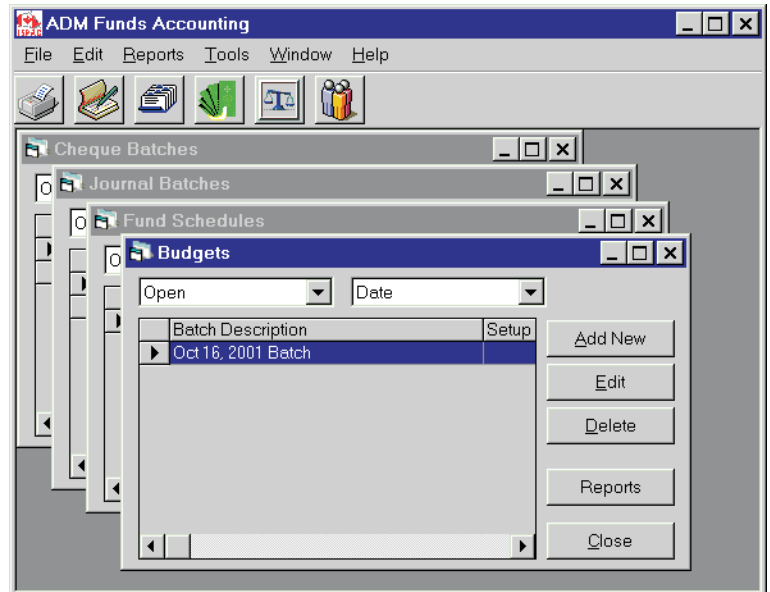 ADM Funds Accounting
File Edit Reports Tools Window Help
Cheque Batches
O
Journal Batches
O
Fund Schedules
O
Budgets
Open Date
Batch Description Setup
Oct 16, 2001 Batch
Add New
Edit
Delete
Reports
Close